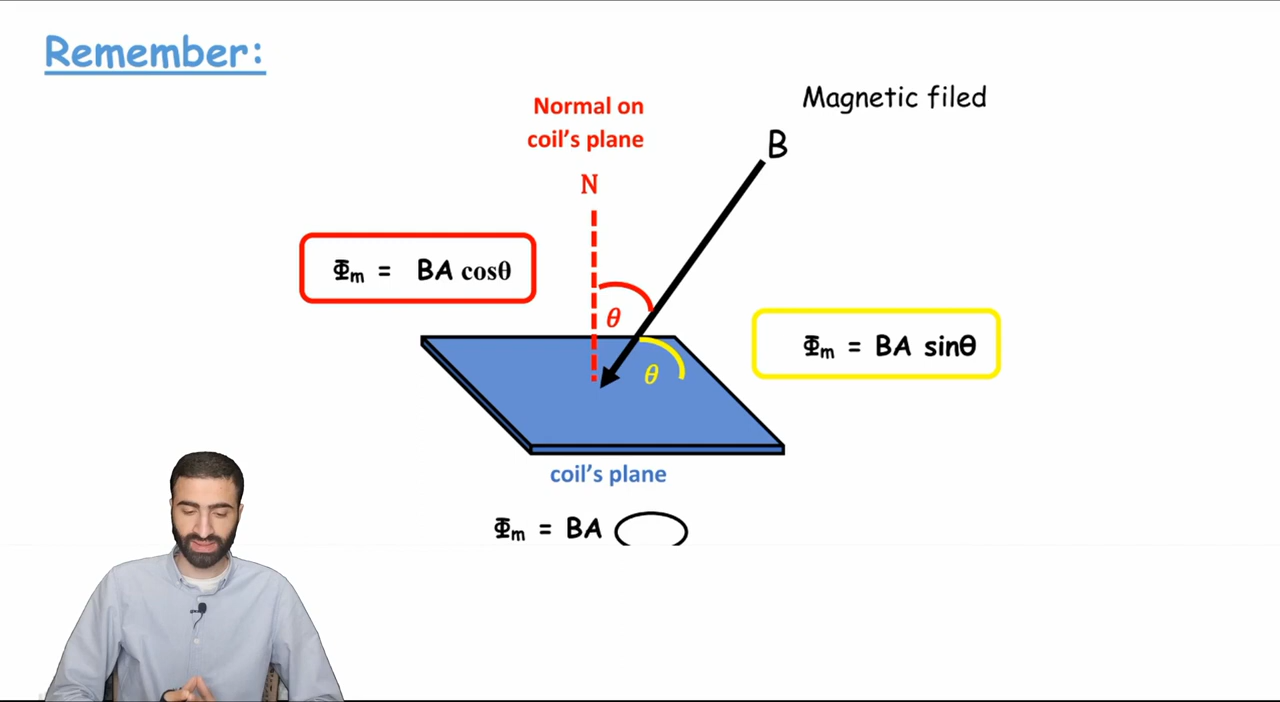 Remember:
Normal on
coil's plane
N
Magnetic filed
B
Φm = BA cosθ
θ
Φm = BA sinθ
θ
coil's plane
Φm = BA